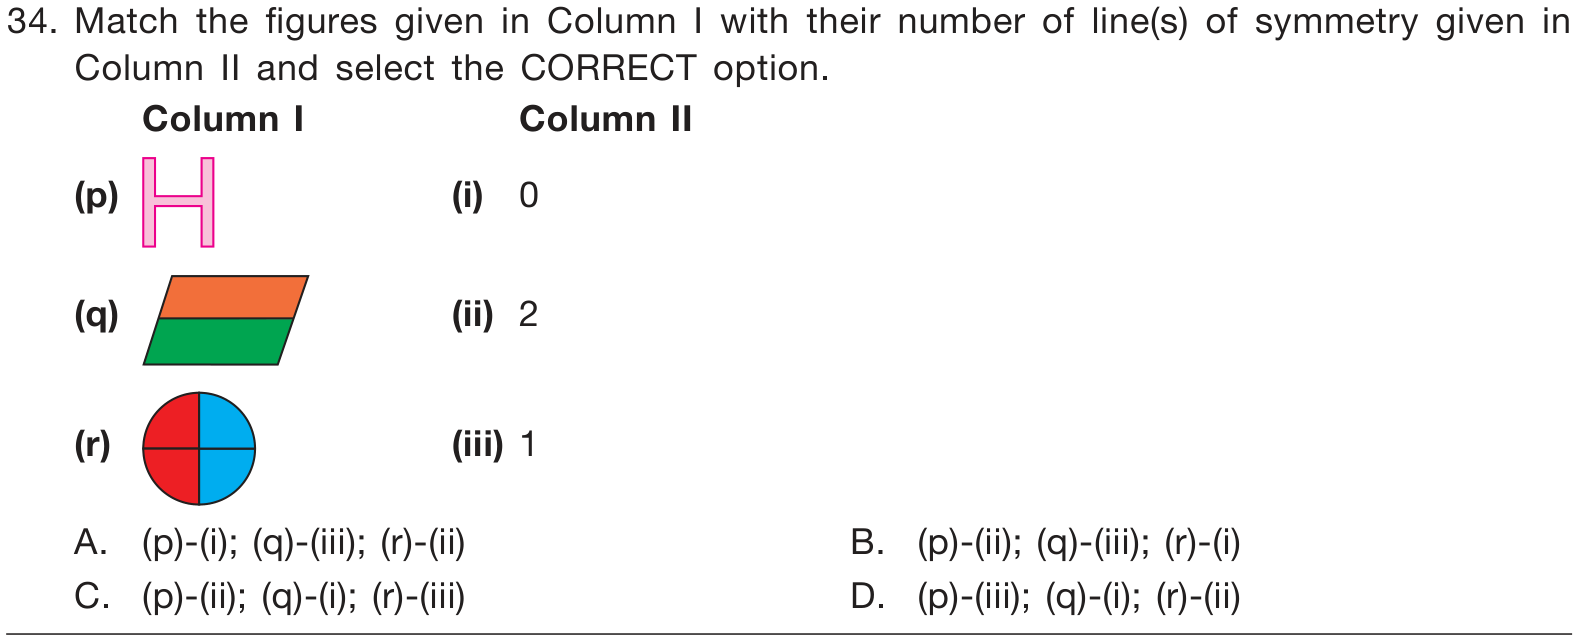 34. Match the figures given in Column I with their number of line(s) of symmetry given in
Column II and select the CORRECT option.
Column I Column II
(p) H (i) 0
(q) (ii) 2
(r) (iii) 1
A. (p)-(i); (q)-(iii); (r)-(ii) B. (p)-(ii); (q)-(iii); (r)-(i)
C. (p)-(ii); (q)-(i); (r)-(iii) D. (p)-(iii); (q)-(i); (r)-(ii)